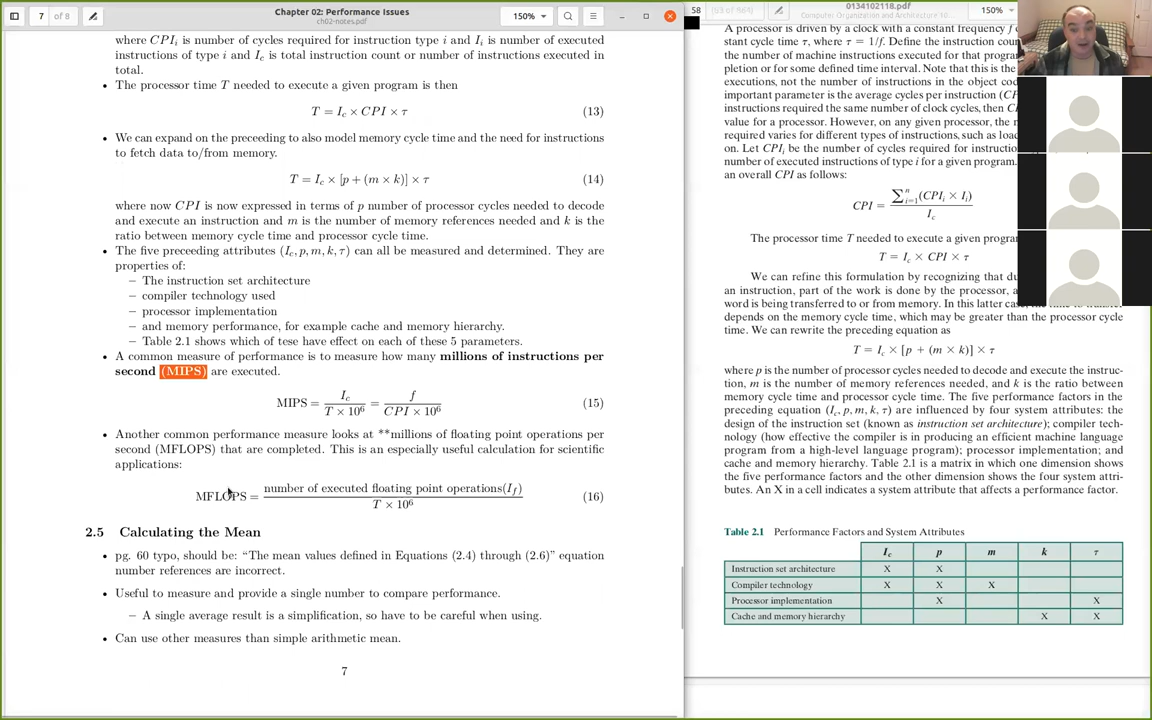 Chapter 02: Performance Issues
ch02-notes.pdf
7 of 8
150%
where CPIᵢ is number of cycles required for instruction type i and Iᵢ is number of executed
instructions of type i and I꜀ is total instruction count or number of instructions executed in
total.
• The processor time T needed to execute a given program is then
T = I꜀ × CPI × τ (13)
• We can expand on the preceeding to also model memory cycle time and the need for instructions
to fetch data to/from memory.
T = I꜀ × [p + (m × k)] × τ (14)
where now CPI is now expressed in terms of p number of processor cycles needed to decode
and execute an instruction and m is the number of memory references needed and k is the
ratio between memory cycle time and processor cycle time.
• The five preceeding attributes (I꜀, p, m, k, τ) can all be measured and determined. They are
properties of:
– The instruction set architecture
– compiler technology used
– processor implementation
– and memory performance, for example cache and memory hierarchy.
– Table 2.1 shows which of tese have effect on each of these 5 parameters.
• A common measure of performance is to measure how many millions of instructions per
second (MIPS) are executed.
MIPS = I꜀ / T × 10⁶ = f / CPI × 10⁶ (15)
• Another common performance measure looks at **millions of floating point operations per
second (MFLOPS) that are completed. This is an especially useful calculation for scientific
applications:
MFLOPS = number of executed floating point operations(I_f) / T × 10⁶ (16)
2.5 Calculating the Mean
• pg. 60 typo, should be: “The mean values defined in Equations (2.4) through (2.6)” equation
number references are incorrect.
• Useful to measure and provide a single number to compare performance.
– A single average result is a simplification, so have to be careful when using.
• Can use other measures than simple arithmetic mean.
7
58 (53 of 864)
0134102118.pdf
Computer Organization and Architecture 10
150%
A processor is driven by a clock with a constant frequency f
stant cycle time τ, where τ = 1/f. Define the instruction coun
the number of machine instructions executed for that progra
pletion or for some defined time interval. Note that this is the
executions, not the number of instructions in the object cod
important parameter is the average cycles per instruction (CP
instructions required the same number of clock cycles, then C
value for a processor. However, on any given processor, the n
required varies for different types of instructions, such as load
on. Let CPIᵢ be the number of cycles required for instructio
number of executed instructions of type i for a given program.
an overall CPI as follows:
CPI = ∑ⁿᵢ₌₁(CPIᵢ × Iᵢ) / I꜀
The processor time T needed to execute a given program
T = I꜀ × CPI × τ
We can refine this formulation by recognizing that du
an instruction, part of the work is done by the processor, a
word is being transferred to or from memory. In this latter cas
depends on the memory cycle time, which may be greater than the processor cycle
time. We can rewrite the preceding equation as
T = I꜀ × [p + (m × k)] × τ
where p is the number of processor cycles needed to decode and execute the instruc-
tion, m is the number of memory references needed, and k is the ratio between
memory cycle time and processor cycle time. The five performance factors in the
preceding equation (I꜀, p, m, k, τ) are influenced by four system attributes: the
design of the instruction set (known as instruction set architecture); compiler tech-
nology (how effective the compiler is in producing an efficient machine language
program from a high-level language program); processor implementation; and
cache and memory hierarchy. Table 2.1 is a matrix in which one dimension shows
the five performance factors and the other dimension shows the four system attri-
butes. An X in a cell indicates a system attribute that affects a performance factor.
Table 2.1 Performance Factors and System Attributes
I꜀ p m k τ
Instruction set architecture X X
Compiler technology X X X
Processor implementation X X
Cache and memory hierarchy X X